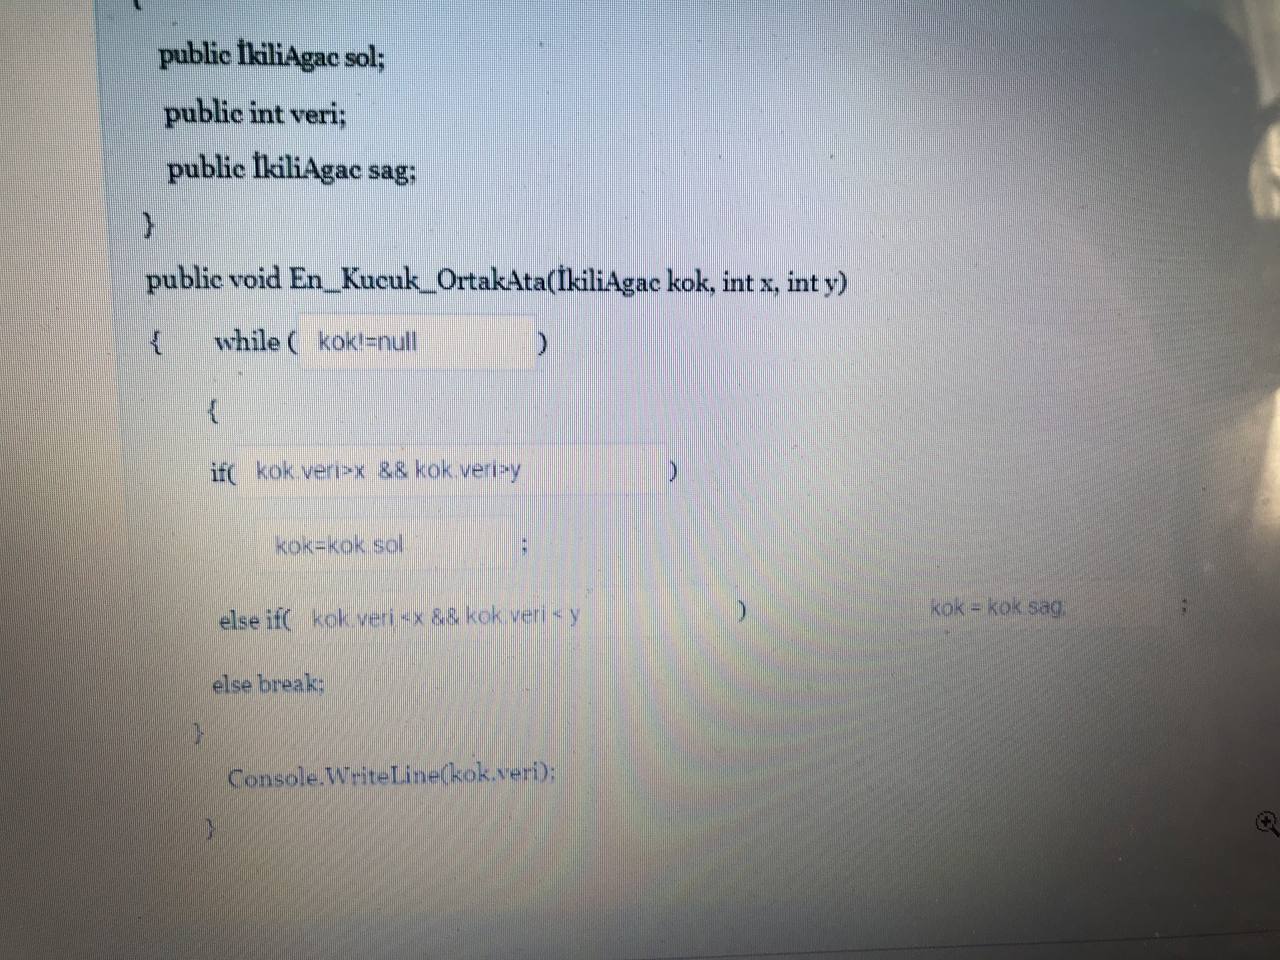 {
public İkiliAgac sol;
public int veri;
public İkiliAgac sag;
}
public void En_Kucuk_OrtakAta(İkiliAgac kok, int x, int y)
{ while ( kok!=null )
{
if( kok.veri>x && kok.veri>y )
kok=kok.sol ;
else if( kok.veri <x && kok.veri < y ) kok = kok.sag; ;
else break;
}
Console.WriteLine(kok.veri);
}